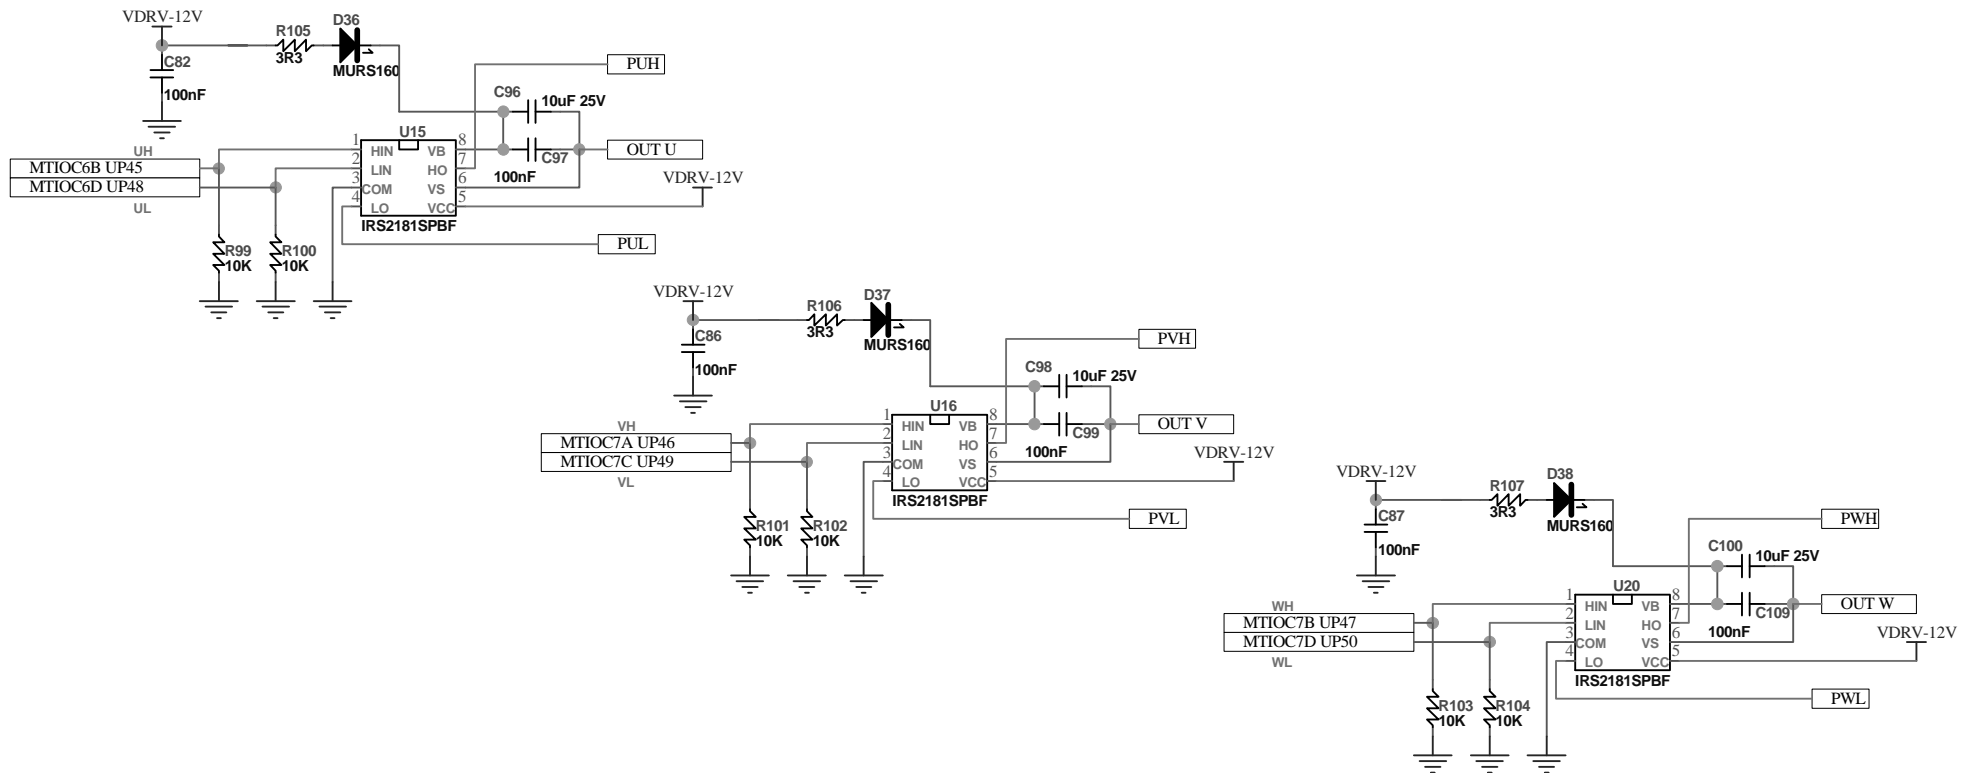 VDRV-12V
R105
3R3
D36
MURS160
C82
100nF
PUH
C96
10uF 25V
C97
100nF
OUT U
VDRV-12V
U15
1 HIN VB 8
2 LIN HO 7
3 COM VS 6
4 LO VCC 5
IRS2181SPBF
UH
MTIOC6B UP45
MTIOC6D UP48
UL
PUL
R99
10K
R100
10K
VDRV-12V
R106
3R3
D37
MURS160
C86
100nF
PVH
C98
10uF 25V
C99
100nF
OUT V
VDRV-12V
U16
1 HIN VB 8
2 LIN HO 7
3 COM VS 6
4 LO VCC 5
IRS2181SPBF
VH
MTIOC7A UP46
MTIOC7C UP49
VL
PVL
R101
10K
R102
10K
VDRV-12V
R107
3R3
D38
MURS160
C87
100nF
PWH
C100
10uF 25V
C109
100nF
OUT W
VDRV-12V
U20
1 HIN VB 8
2 LIN HO 7
3 COM VS 6
4 LO VCC 5
IRS2181SPBF
WH
MTIOC7B UP47
MTIOC7D UP50
WL
PWL
R103
10K
R104
10K